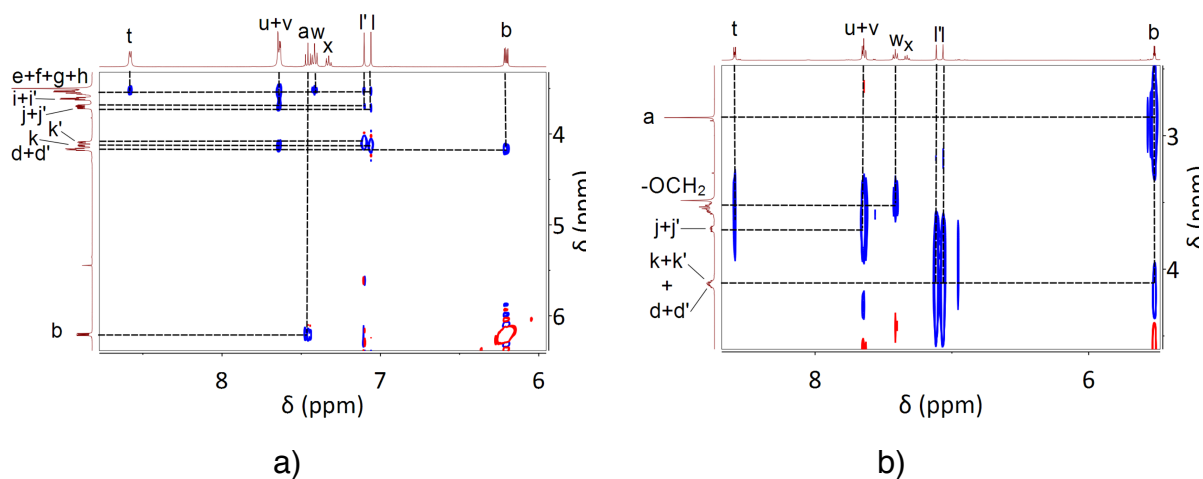 t u+v a w x l' l b
e+f+g+h
i+i'
j+j'
k'
k
d+d'
b
4
5
6
δ (ppm)
8 7 6
δ (ppm)
a)
t u+v w x l' l b
a
-OCH₂
j+j'
k+k'
+
d+d'
3
4
δ (ppm)
8 6
δ (ppm)
b)